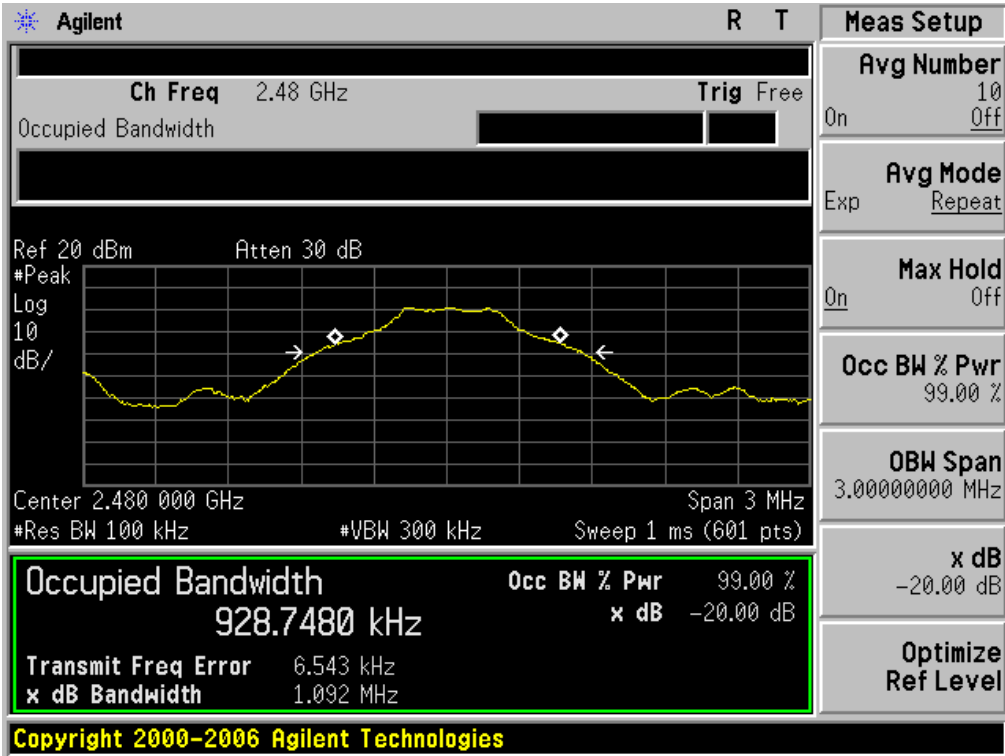 Agilent R T
Ch Freq 2.48 GHz Trig Free
Occupied Bandwidth
Ref 20 dBm Atten 30 dB
#Peak
Log
10
dB/
Center 2.480 000 GHz Span 3 MHz
#Res BW 100 kHz #VBW 300 kHz Sweep 1 ms (601 pts)
Occupied Bandwidth Occ BW % Pwr 99.00 %
928.7480 kHz x dB -20.00 dB
Transmit Freq Error 6.543 kHz
x dB Bandwidth 1.092 MHz
Copyright 2000-2006 Agilent Technologies
Meas Setup
Avg Number
10
On Off
Avg Mode
Exp Repeat
Max Hold
On Off
Occ BW % Pwr
99.00 %
OBW Span
3.00000000 MHz
x dB
-20.00 dB
Optimize
Ref Level